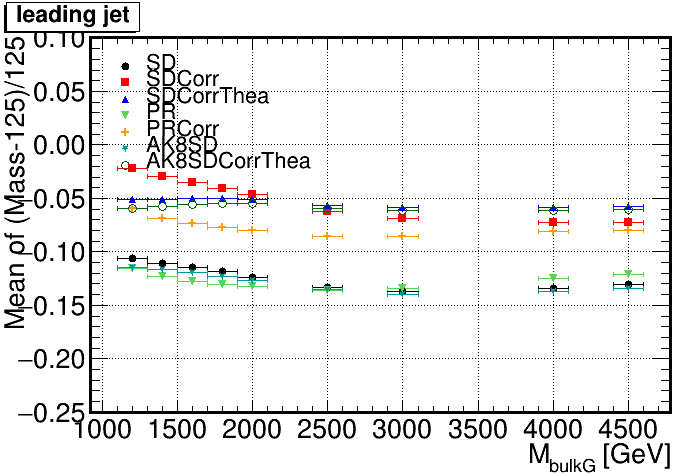 leading jet
Mean of (Mass-125)/125
0.10
0.05
0.00
−0.05
−0.10
−0.15
−0.20
−0.25
SD
SDCorr
SDCorrThea
PR
PRCorr
AK8SD
AK8SDCorrThea
1000 1500 2000 2500 3000 3500 4000 4500
M_bulkG [GeV]